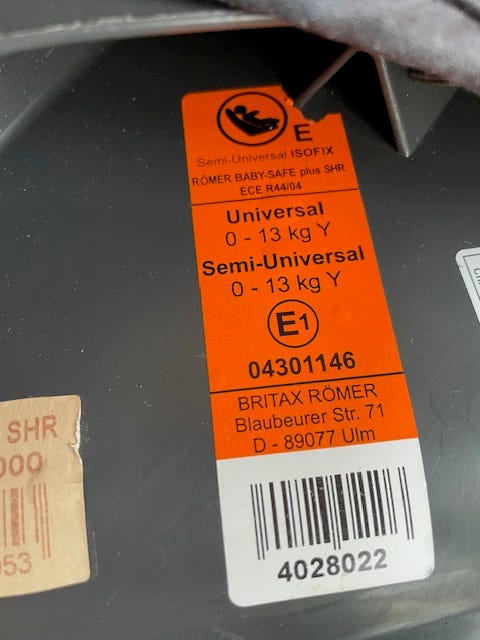 E
Semi-Universal ISOFIX
RÖMER BABY-SAFE plus SHR
ECE R44/04
Universal
0 - 13 kg Y
Semi-Universal
0 - 13 kg Y
E1
04301146
BRITAX RÖMER
Blaubeurer Str. 71
D - 89077 Ulm
4028022
SHR
000
053